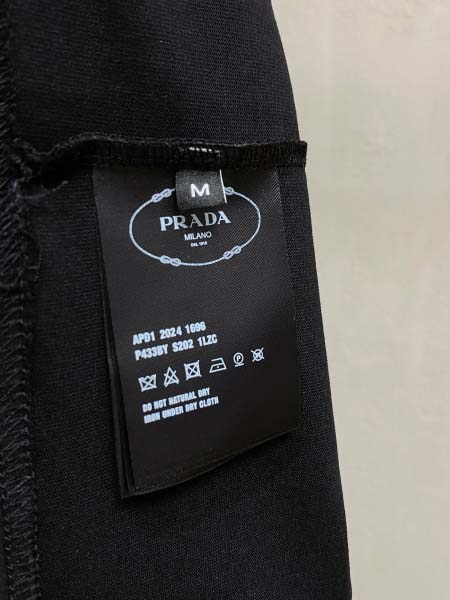 M
PRADA
MILANO
DAL 1913
APD1 2024 1696
P433BY S202 1LZC
DO NOT NATURAL DRY
IRON UNDER DRY CLOTH